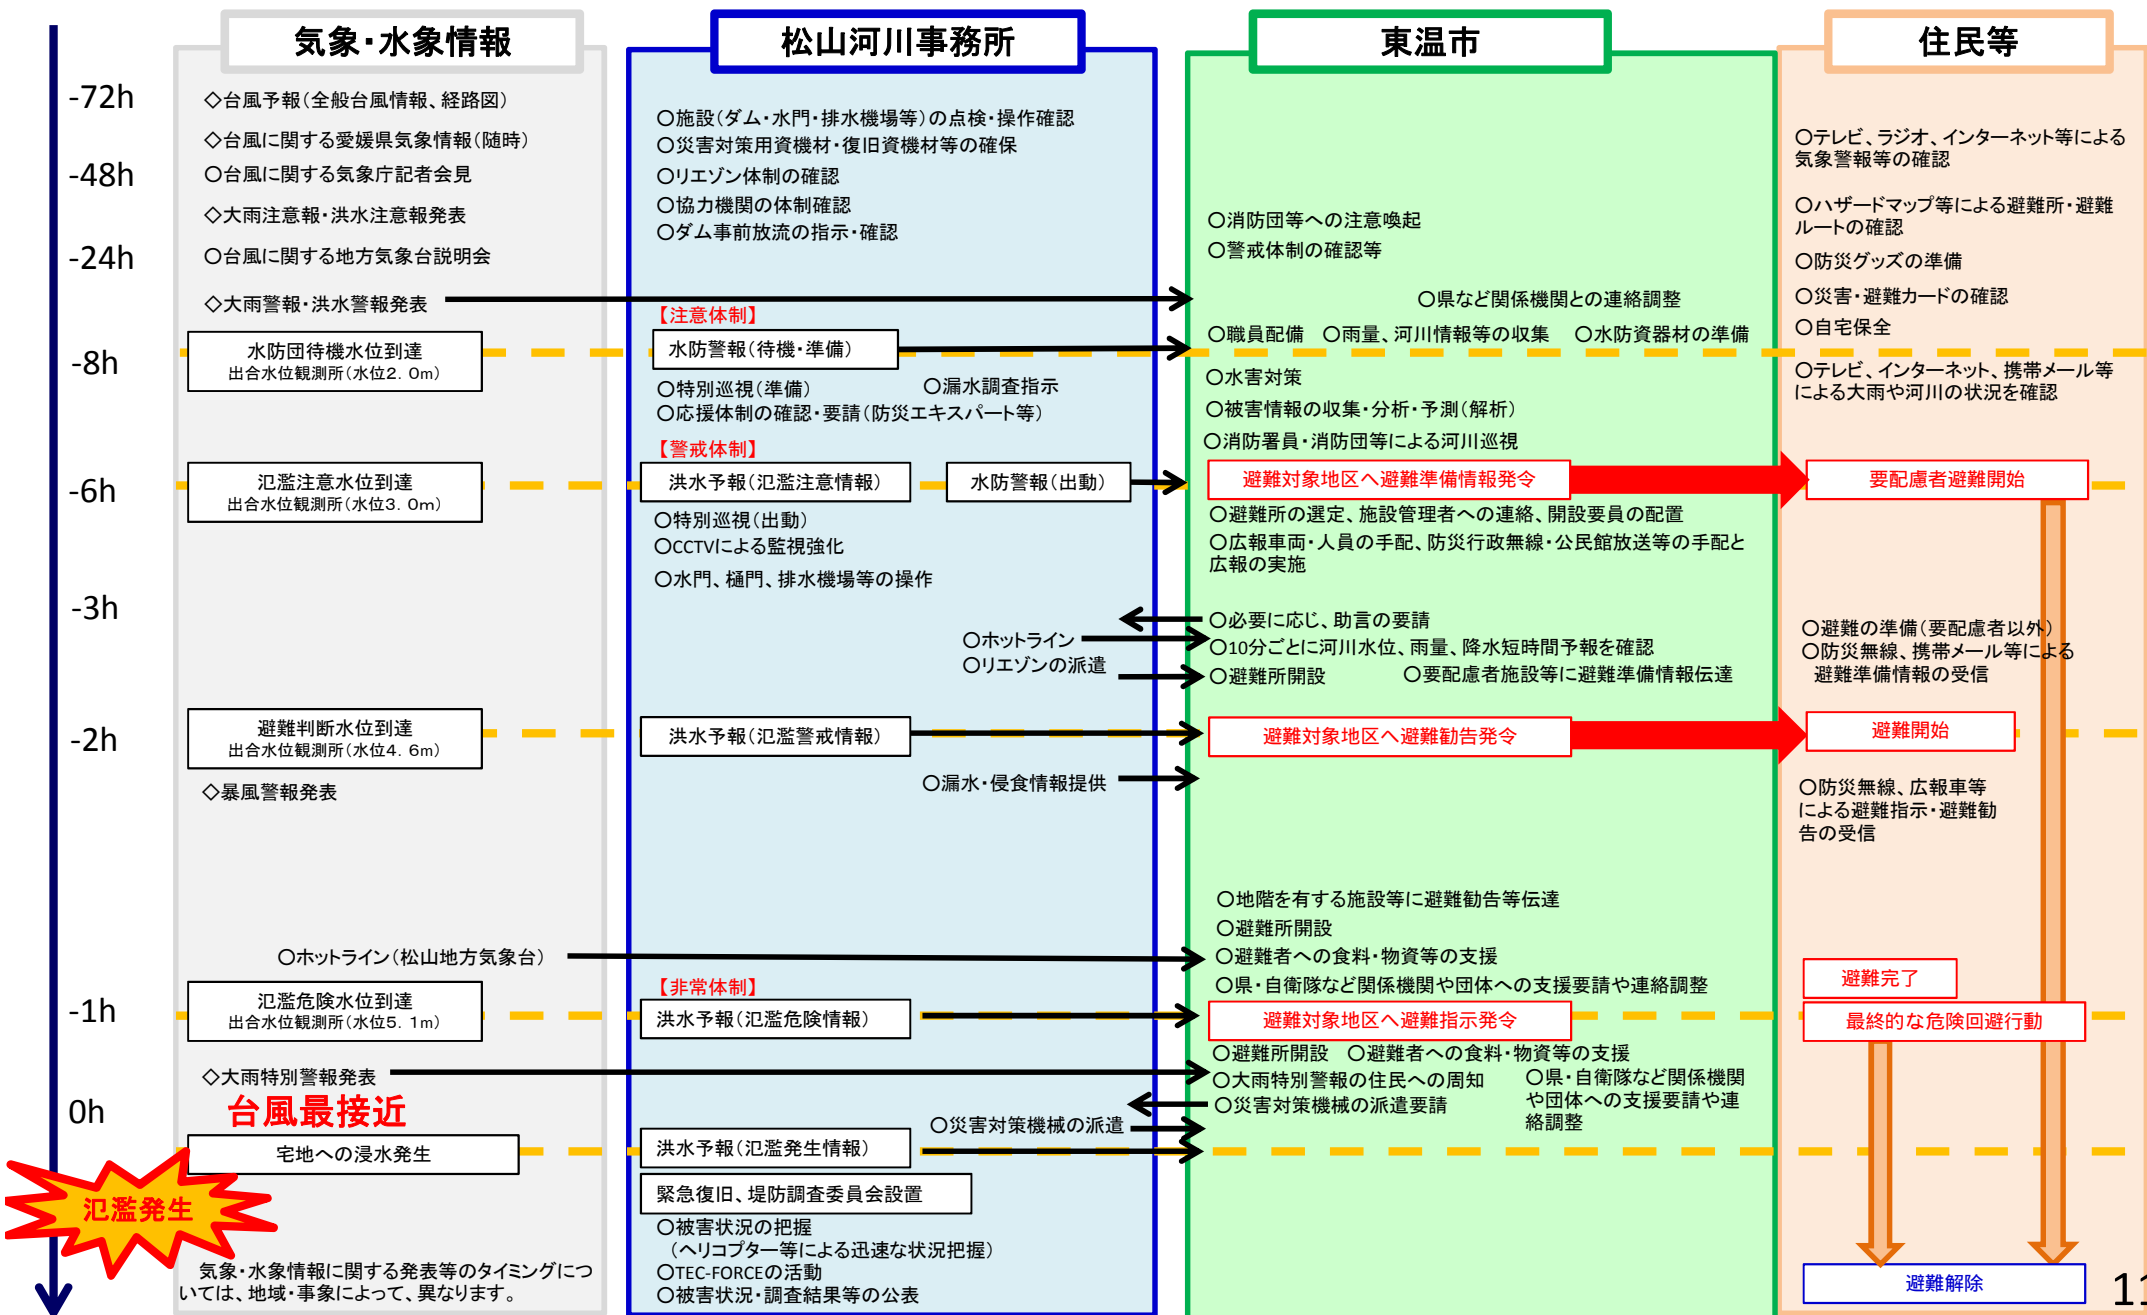 気象・水象情報
松山河川事務所
東温市
住民等
-72h
-48h
-24h
-8h
-6h
-3h
-2h
-1h
0h
◇台風予報（全般台風情報、経路図）
◇台風に関する愛媛県気象情報（随時）
○台風に関する気象庁記者会見
◇大雨注意報・洪水注意報発表
○台風に関する地方気象台説明会
◇大雨警報・洪水警報発表
水防団待機水位到達
出合水位観測所（水位2．0m）
氾濫注意水位到達
出合水位観測所（水位3．0m）
避難判断水位到達
出合水位観測所（水位4．6m）
◇暴風警報発表
○ホットライン（松山地方気象台）
氾濫危険水位到達
出合水位観測所（水位5．1m）
◇大雨特別警報発表
台風最接近
宅地への浸水発生
氾濫発生
気象・水象情報に関する発表等のタイミングにつ
いては、地域・事象によって、異なります。
○施設（ダム・水門・排水機場等）の点検・操作確認
○災害対策用資機材・復旧資機材等の確保
○リエゾン体制の確認
○協力機関の体制確認
○ダム事前放流の指示・確認
【注意体制】
水防警報（待機・準備）
○特別巡視（準備）
○漏水調査指示
○応援体制の確認・要請（防災エキスパート等）
【警戒体制】
洪水予報（氾濫注意情報）
水防警報（出動）
○特別巡視（出動）
○CCTVによる監視強化
○水門、樋門、排水機場等の操作
○ホットライン
○リエゾンの派遣
洪水予報（氾濫警戒情報）
○漏水・侵食情報提供
【非常体制】
洪水予報（氾濫危険情報）
○災害対策機械の派遣
洪水予報（氾濫発生情報）
緊急復旧、堤防調査委員会設置
○被害状況の把握
（ヘリコプター等による迅速な状況把握）
○TEC-FORCEの活動
○被害状況・調査結果等の公表
○消防団等への注意喚起
○警戒体制の確認等
○県など関係機関との連絡調整
○職員配備
○雨量、河川情報等の収集
○水防資器材の準備
○水害対策
○被害情報の収集・分析・予測（解析）
○消防署員・消防団等による河川巡視
避難対象地区へ避難準備情報発令
○避難所の選定、施設管理者への連絡、開設要員の配置
○広報車両・人員の手配、防災行政無線・公民館放送等の手配と
広報の実施
○必要に応じ、助言の要請
○10分ごとに河川水位、雨量、降水短時間予報を確認
○避難所開設
○要配慮者施設等に避難準備情報伝達
避難対象地区へ避難勧告発令
○地階を有する施設等に避難勧告等伝達
○避難所開設
○避難者への食料・物資等の支援
○県・自衛隊など関係機関や団体への支援要請や連絡調整
避難対象地区へ避難指示発令
○避難所開設
○避難者への食料・物資等の支援
○大雨特別警報の住民への周知
○災害対策機械の派遣要請
○県・自衛隊など関係機関
や団体への支援要請や連
絡調整
○テレビ、ラジオ、インターネット等による
気象警報等の確認
○ハザードマップ等による避難所・避難
ルートの確認
○防災グッズの準備
○災害・避難カードの確認
○自宅保全
○テレビ、インターネット、携帯メール等
による大雨や河川の状況を確認
要配慮者避難開始
○避難の準備（要配慮者以外）
○防災無線、携帯メール等による
避難準備情報の受信
避難開始
○防災無線、広報車等
による避難指示・避難勧
告の受信
避難完了
最終的な危険回避行動
避難解除
11